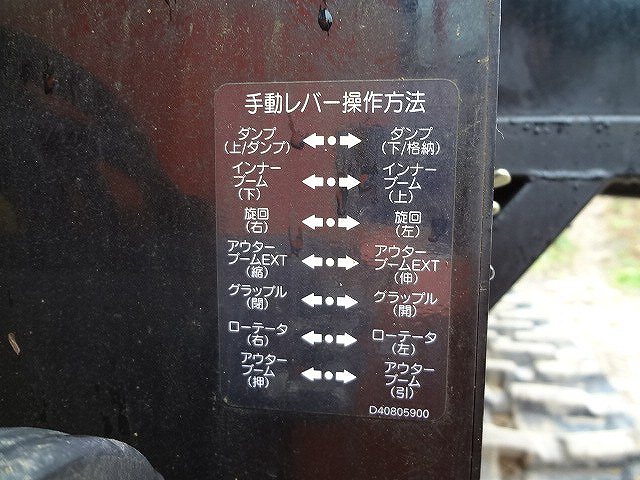 手動レバー操作方法
ダンプ
(上/ダンプ)
ダンプ
(下/格納)
インナー
ブーム
(下)
インナー
ブーム
(上)
旋回
(右)
旋回
(左)
アウター
ブームEXT
(縮)
アウター
ブームEXT
(伸)
グラップル
(閉)
グラップル
(開)
ローテータ
(右)
ローテータ
(左)
アウター
ブーム
(押)
アウター
ブーム
(引)
D40805900